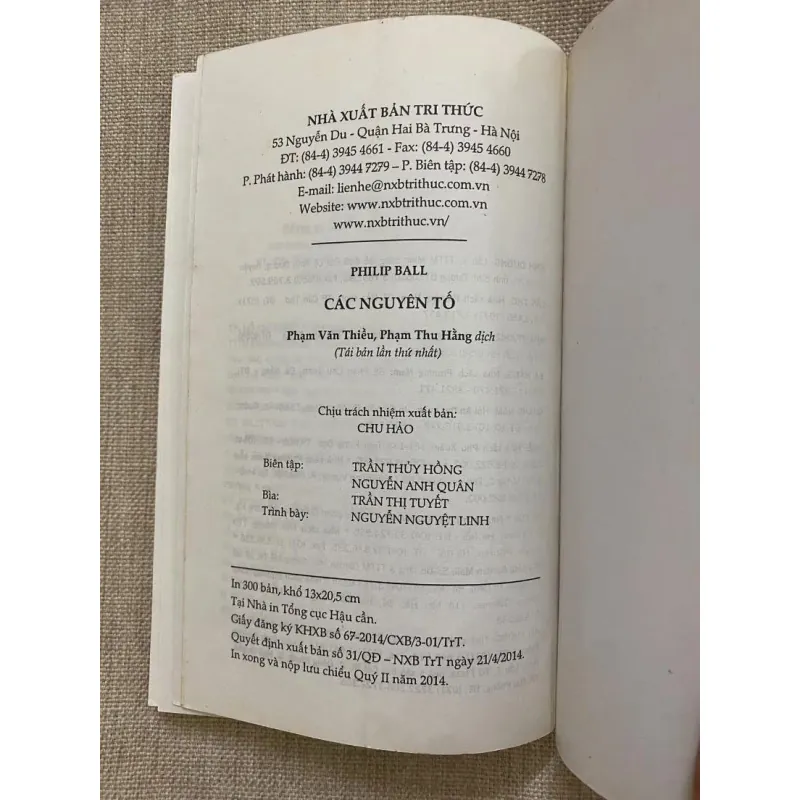 NHÀ XUẤT BẢN TRI THỨC
53 Nguyễn Du - Quận Hai Bà Trưng - Hà Nội
ĐT: (84-4) 3945 4661 - Fax: (84-4) 3945 4660
P. Phát hành: (84-4) 3944 7279 – P. Biên tập: (84-4) 3944 7278
E-mail: lienhe@nxbtrithuc.com.vn
Website: www.nxbtrithuc.com.vn
www.nxbtrithuc.vn/
PHILIP BALL
CÁC NGUYÊN TỐ
Phạm Văn Thiều, Phạm Thu Hằng dịch
(Tái bản lần thứ nhất)
Chịu trách nhiệm xuất bản:
CHU HẢO
Biên tập: TRẦN THỦY HỒNG
NGUYỄN ANH QUÂN
Bìa: TRẦN THỊ TUYẾT
Trình bày: NGUYỄN NGUYỆT LINH
In 300 bản, khổ 13x20,5 cm
Tại Nhà in Tổng cục Hậu cần.
Giấy đăng ký KHXB số 67-2014/CXB/3-01/TrT.
Quyết định xuất bản số 31/QĐ – NXB TrT ngày 21/4/2014.
In xong và nộp lưu chiểu Quý II năm 2014.